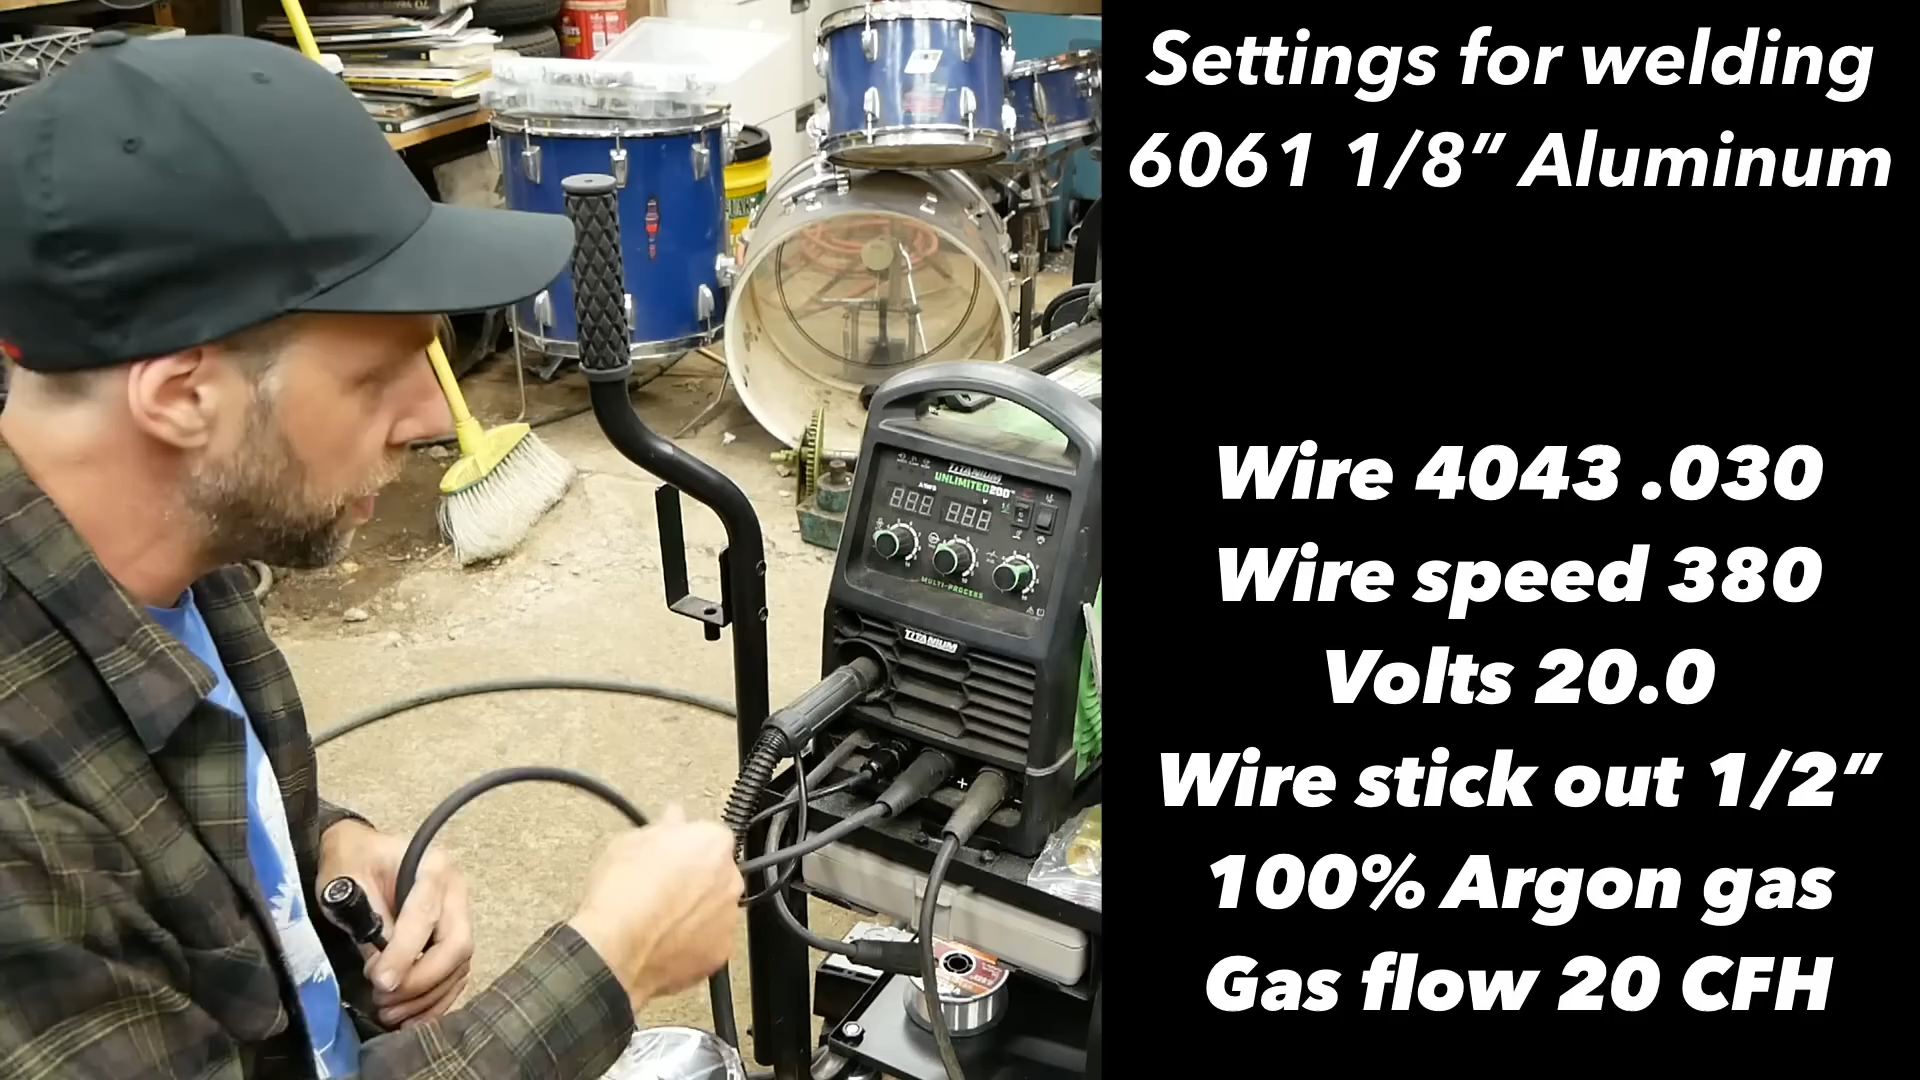 Settings for welding
6061 1/8” Aluminum
Wire 4043 .030
Wire speed 380
Volts 20.0
Wire stick out 1/2”
100% Argon gas
Gas flow 20 CFH
TITANIUM
UNLIMITED200
AMPS
V
MULTI-PROCESS
TITANIUM
+